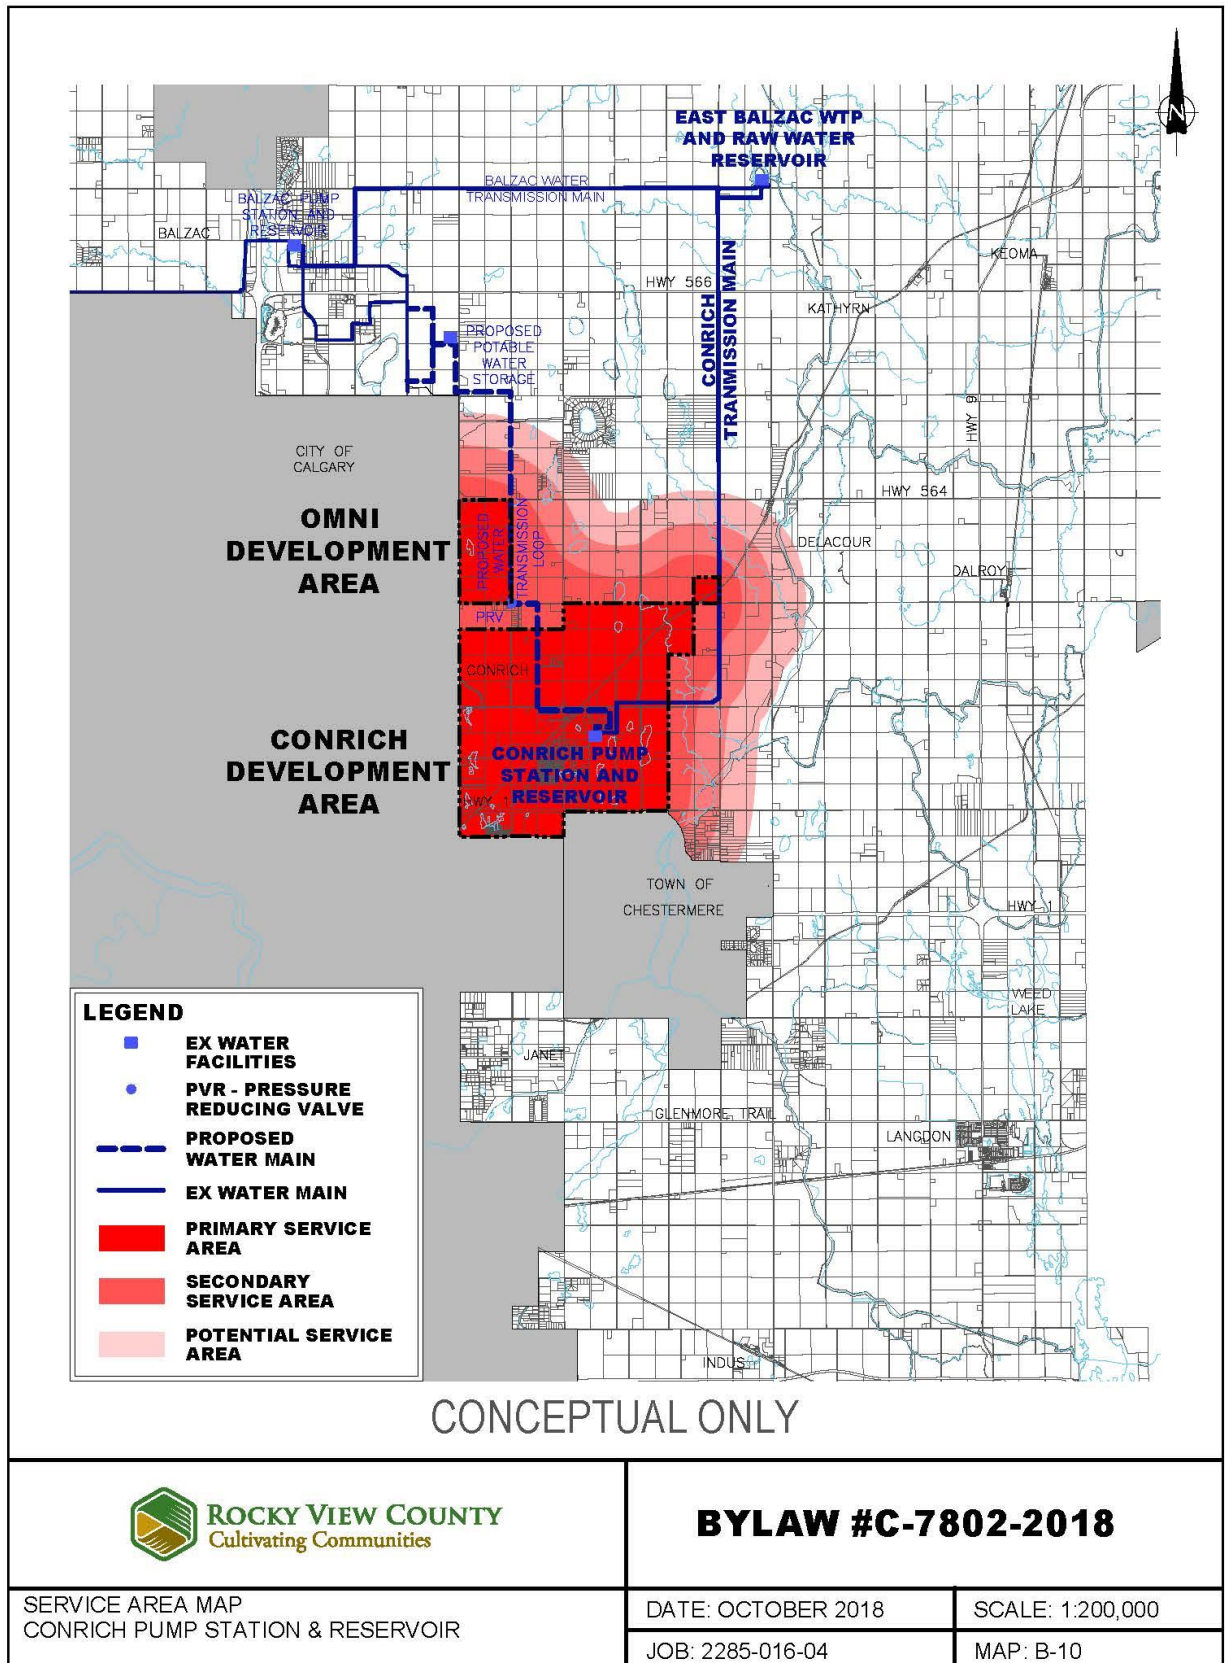 EAST BALZAC WTP
AND RAW WATER
RESERVOIR
BALZAC WATER
TRANSMISSION MAIN
BALZAC PUMP
STATION AND
RESERVOIR
BALZAC
HWY 566
KEOMA
KATHYRN
CONRICH
TRANMISSION MAIN
PROPOSED
POTABLE
WATER
STORAGE
HWY 9
CITY OF
CALGARY
HWY 564
OMNI
DEVELOPMENT
AREA
PROPOSED
WATER
TRANSMISSION
LOOP
DELACOUR
DALROY
PRV
CONRICH
CONRICH
DEVELOPMENT
AREA
CONRICH PUMP
STATION AND
RESERVOIR
HWY 1
TOWN OF
CHESTERMERE
HWY 1
WEED
LAKE
JANET
GLENMORE TRAIL
LANGDON
INDUS
N
LEGEND
EX WATER
FACILITIES
PVR - PRESSURE
REDUCING VALVE
PROPOSED
WATER MAIN
EX WATER MAIN
PRIMARY SERVICE
AREA
SECONDARY
SERVICE AREA
POTENTIAL SERVICE
AREA
CONCEPTUAL ONLY
ROCKY VIEW COUNTY
Cultivating Communities
BYLAW #C-7802-2018
SERVICE AREA MAP
CONRICH PUMP STATION & RESERVOIR
DATE: OCTOBER 2018
SCALE: 1:200,000
JOB: 2285-016-04
MAP: B-10